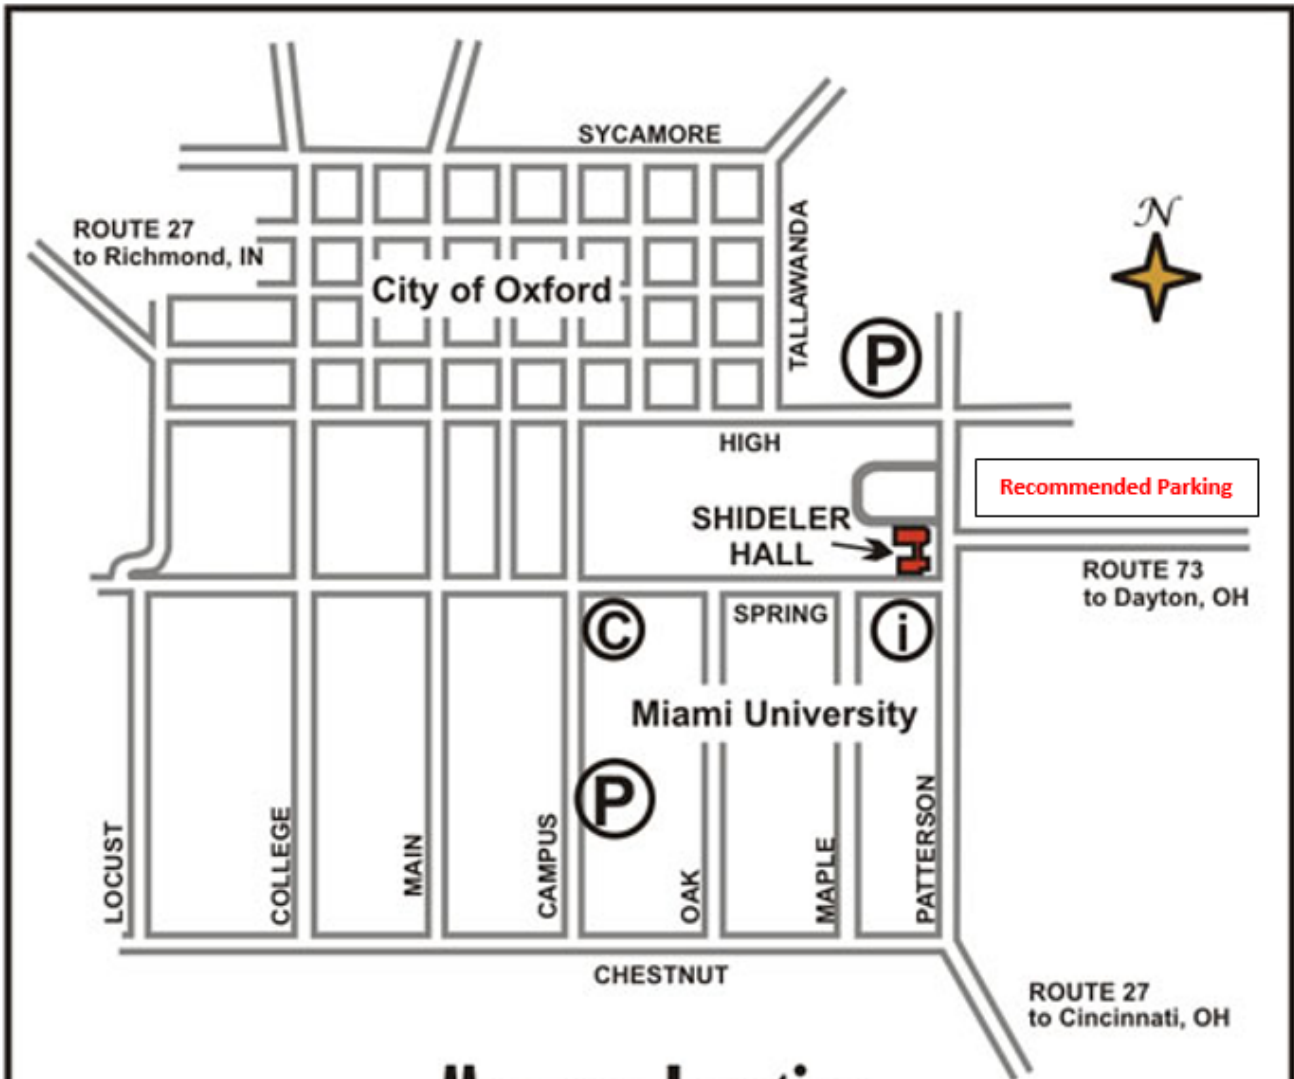 SYCAMORE
N
ROUTE 27
to Richmond, IN
TALLAWANDA
City of Oxford
P
HIGH
Recommended Parking
SHIDELER
HALL
ROUTE 73
to Dayton, OH
C
SPRING
i
Miami University
P
LOCUST
COLLEGE
MAIN
CAMPUS
OAK
MAPLE
PATTERSON
CHESTNUT
ROUTE 27
to Cincinnati, OH